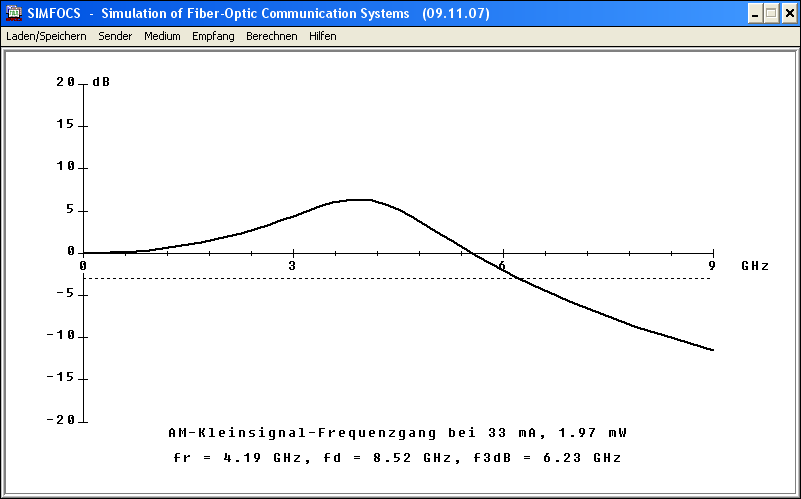 SIMFOCS - Simulation of Fiber-Optic Communication Systems (09.11.07)
Laden/Speichern Sender Medium Empfang Berechnen Hilfen
20 dB
15
10
5
0
0 3 6 9 GHz
-5
-10
-15
-20
AM-Kleinsignal-Frequenzgang bei 33 mA, 1.97 mW
fr = 4.19 GHz, fd = 8.52 GHz, f3dB = 6.23 GHz